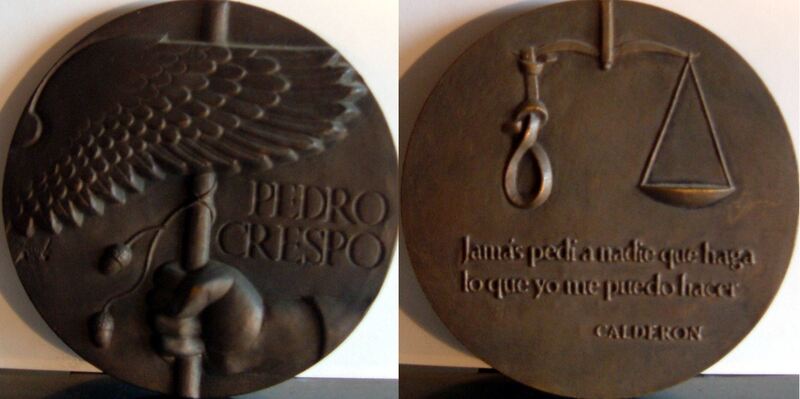 PEDRO
CRESPO
Jamás pedí a nadie que haga
lo que yo me puedo hacer
CALDERON